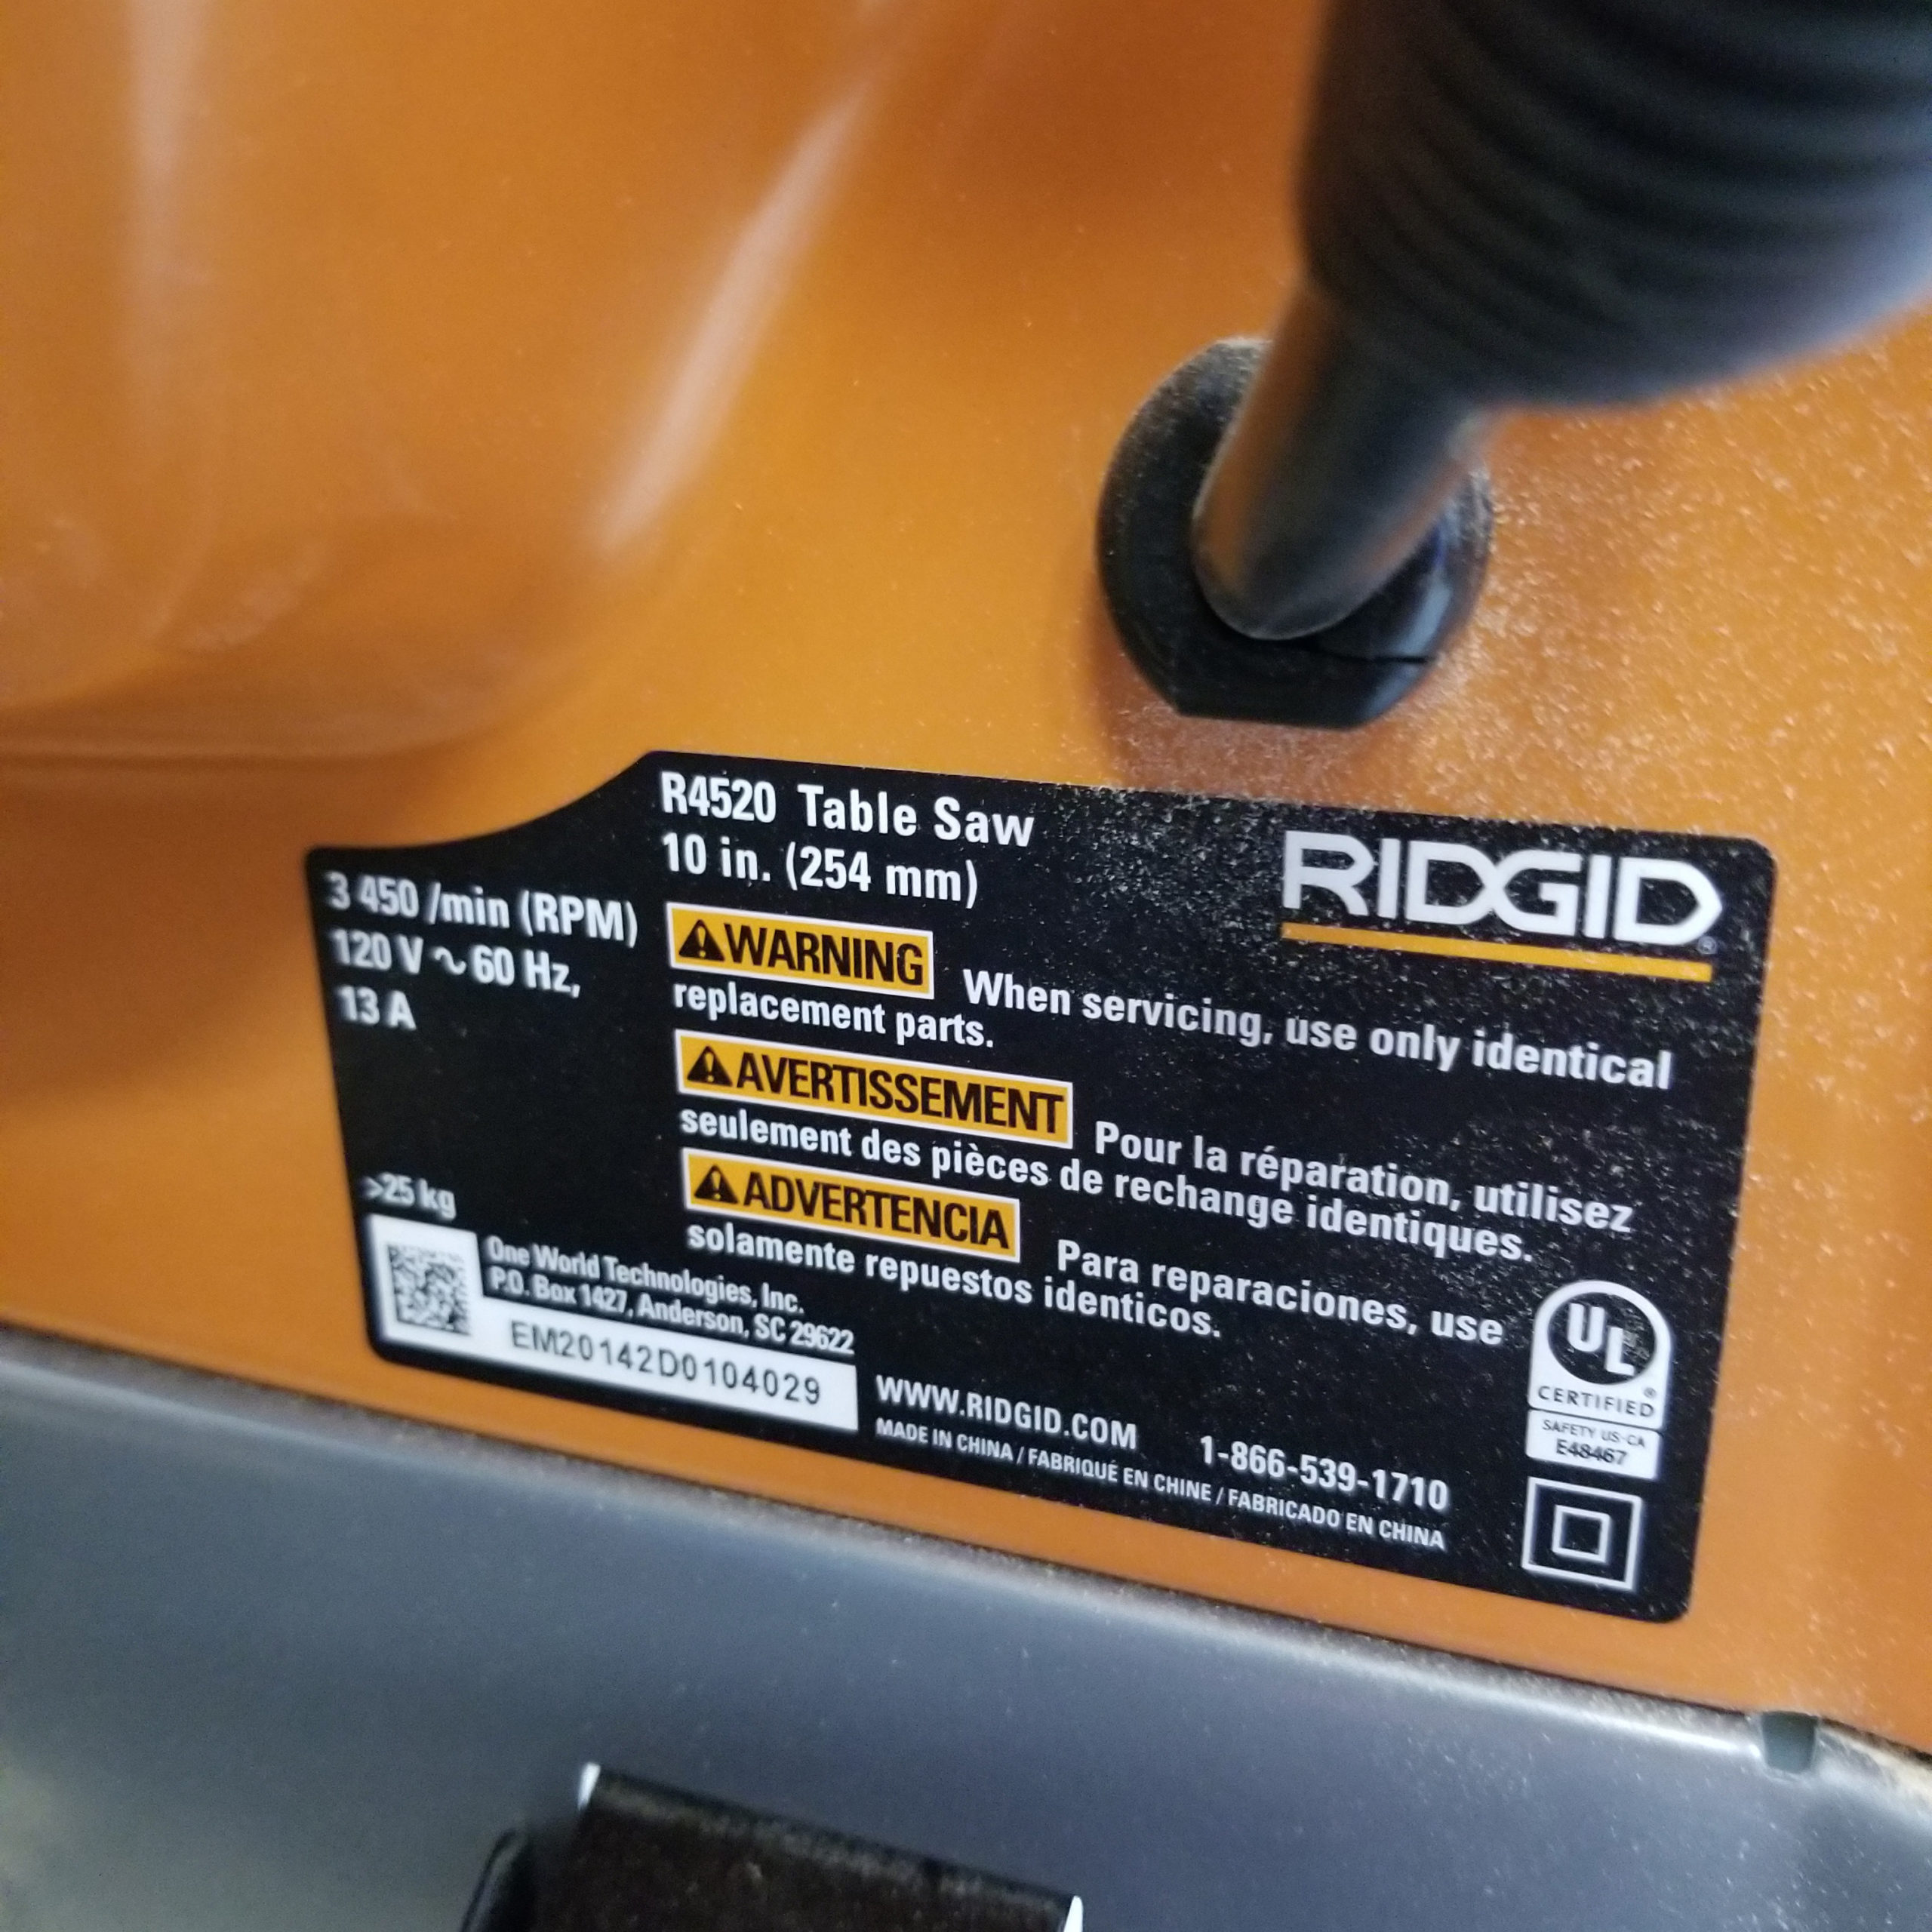 R4520 Table Saw
10 in. (254 mm)
RIDGID®
3 450 /min (RPM)
120 V ~ 60 Hz,
13 A
⚠WARNING When servicing, use only identical
replacement parts.
⚠AVERTISSEMENT Pour la réparation, utilisez
seulement des pièces de rechange identiques.
⚠ADVERTENCIA Para reparaciones, use
solamente repuestos identicos.
>25 kg
One World Technologies, Inc.
P.O. Box 1427, Anderson, SC 29622
EM20142D0104029
WWW.RIDGID.COM 1-866-539-1710
MADE IN CHINA / FABRIQUÉ EN CHINE / FABRICADO EN CHINA
UL
CERTIFIED®
SAFETY US-CA
E48467